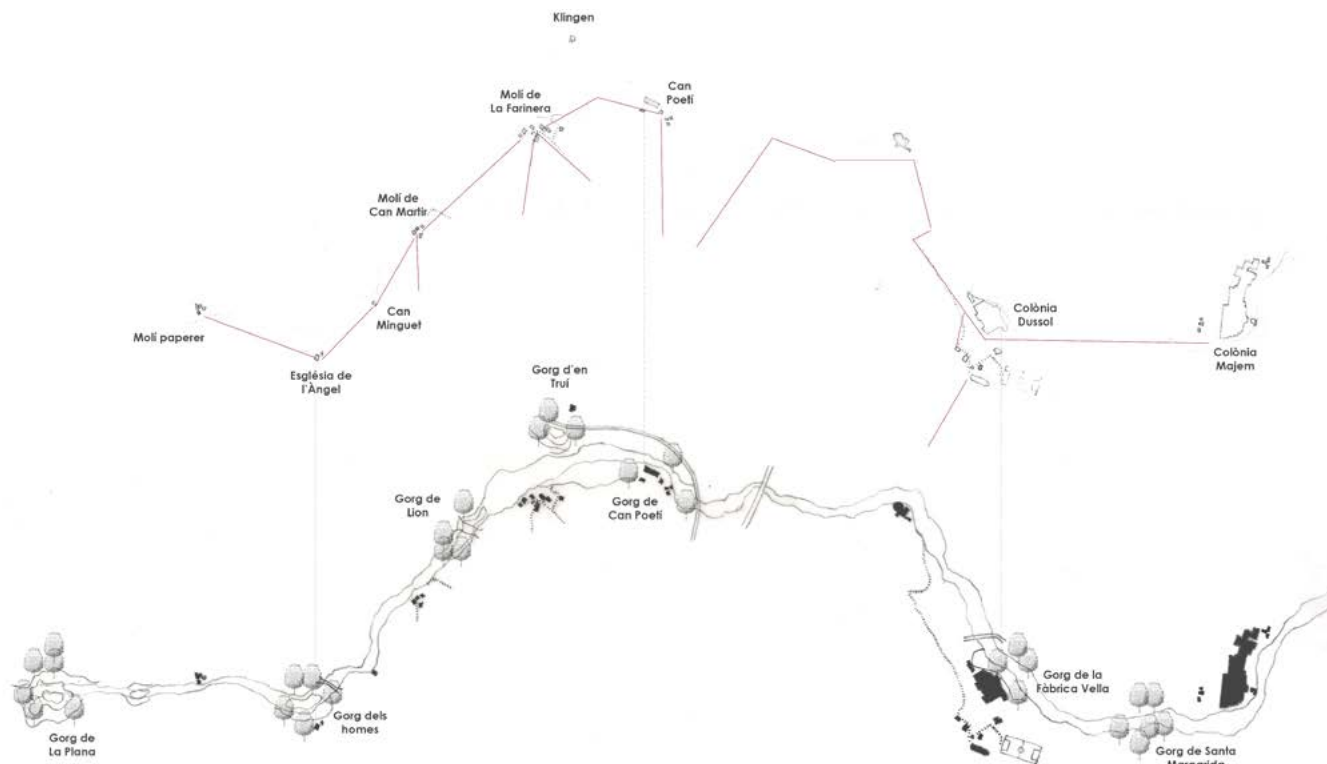 Klingen
Molí de
La Farinera
Can
Poetí
Molí de
Can Martir
Molí paperer
Can
Minguet
Església de
l'Àngel
Colònia
Dussol
Colònia
Majem
Gorg d'en
Truí
Gorg de
Lion
Gorg de
Can Poetí
Gorg de la
Fàbrica Vella
Gorg dels
homes
Gorg de
La Plana
Gorg de Santa
Margarida